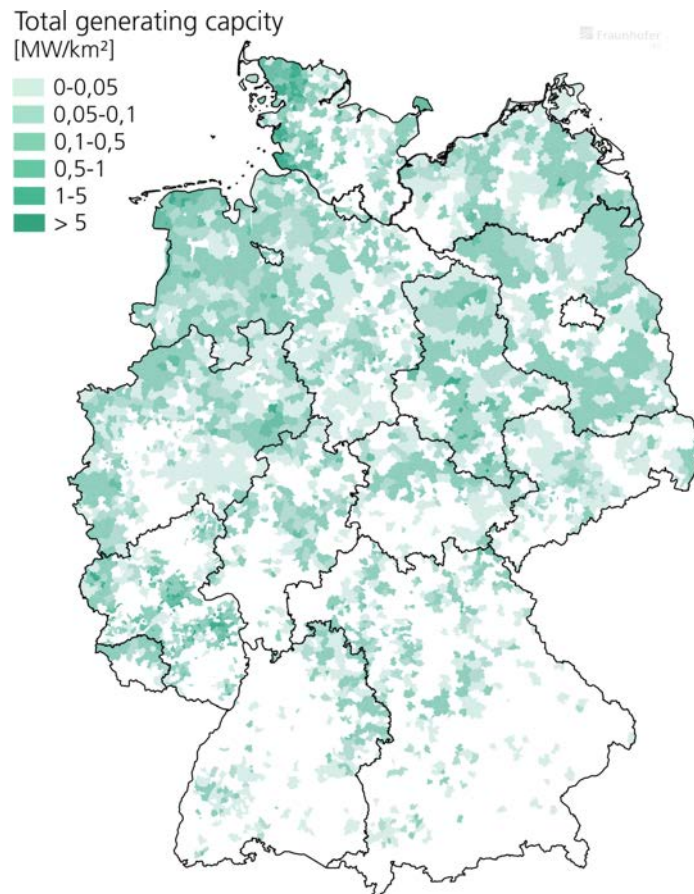 Total generating capcity
[MW/km²]
Fraunhofer
0-0,05
0,05-0,1
0,1-0,5
0,5-1
1-5
> 5